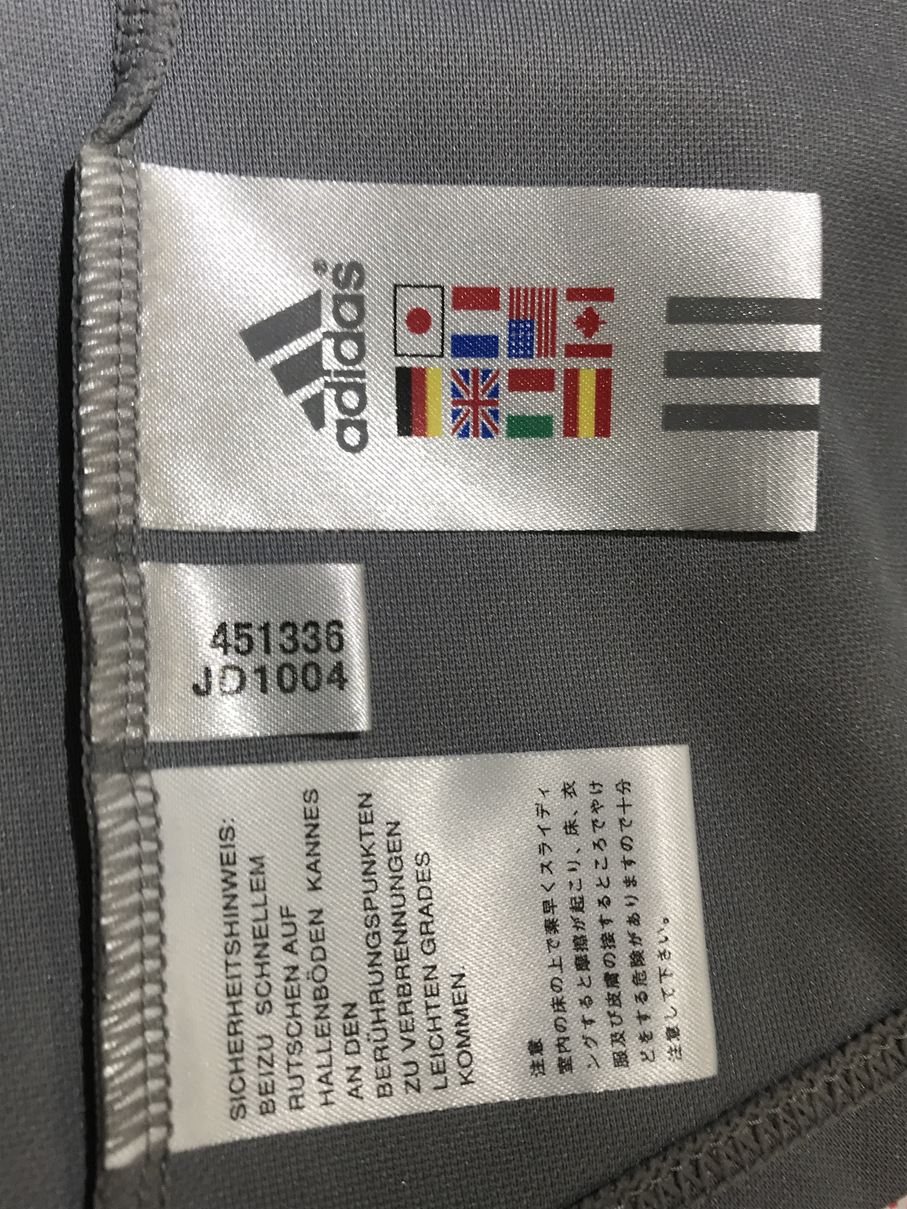 adidas®
451336
JD1004
SICHERHEITSHINWEIS:
BEIZU SCHNELLEM
RUTSCHEN AUF
HALLENBÖDEN KANNES
AN DEN
BERÜHRUNGSPUNKTEN
ZU VERBRENNUNGEN
LEICHTEN GRADES
KOMMEN.
注意
室内の床の上で素早くスライディ
ングすると摩擦が起こり、床、衣
服及び皮膚の接するところでやけ
どをする危険がありますので十分
注意して下さい。